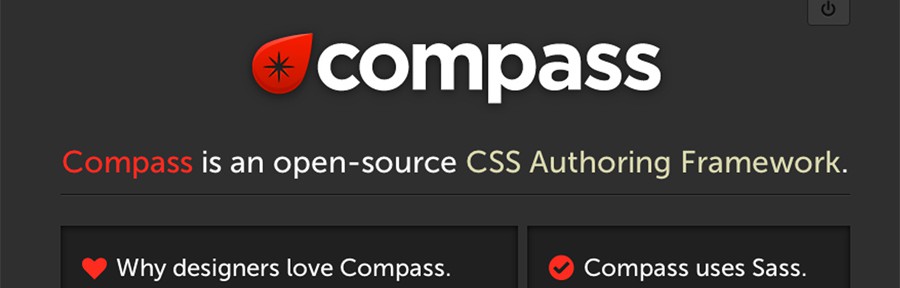 compass
Compass is an open-source CSS Authoring Framework.
Why designers love Compass.
Compass uses Sass.